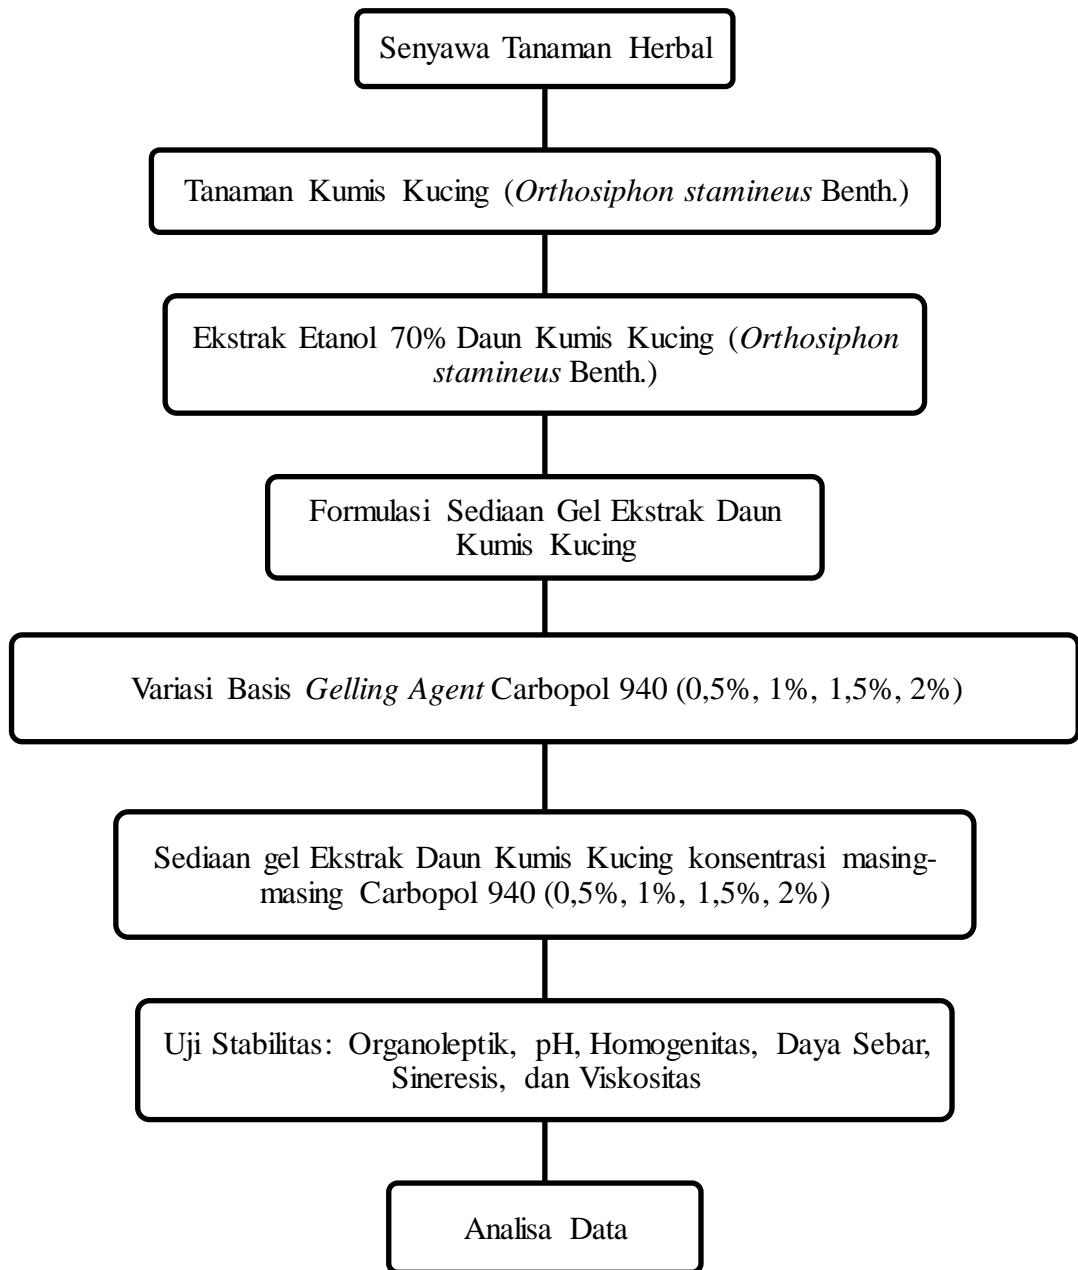 Senyawa Tanaman Herbal
Tanaman Kumis Kucing (Orthosiphon stamineus Benth.)
Ekstrak Etanol 70% Daun Kumis Kucing (Orthosiphon
stamineus Benth.)
Formulasi Sediaan Gel Ekstrak Daun
Kumis Kucing
Variasi Basis Gelling Agent Carbopol 940 (0,5%, 1%, 1,5%, 2%)
Sediaan gel Ekstrak Daun Kumis Kucing konsentrasi masing-
masing Carbopol 940 (0,5%, 1%, 1,5%, 2%)
Uji Stabilitas: Organoleptik, pH, Homogenitas, Daya Sebar,
Sineresis, dan Viskositas
Analisa Data